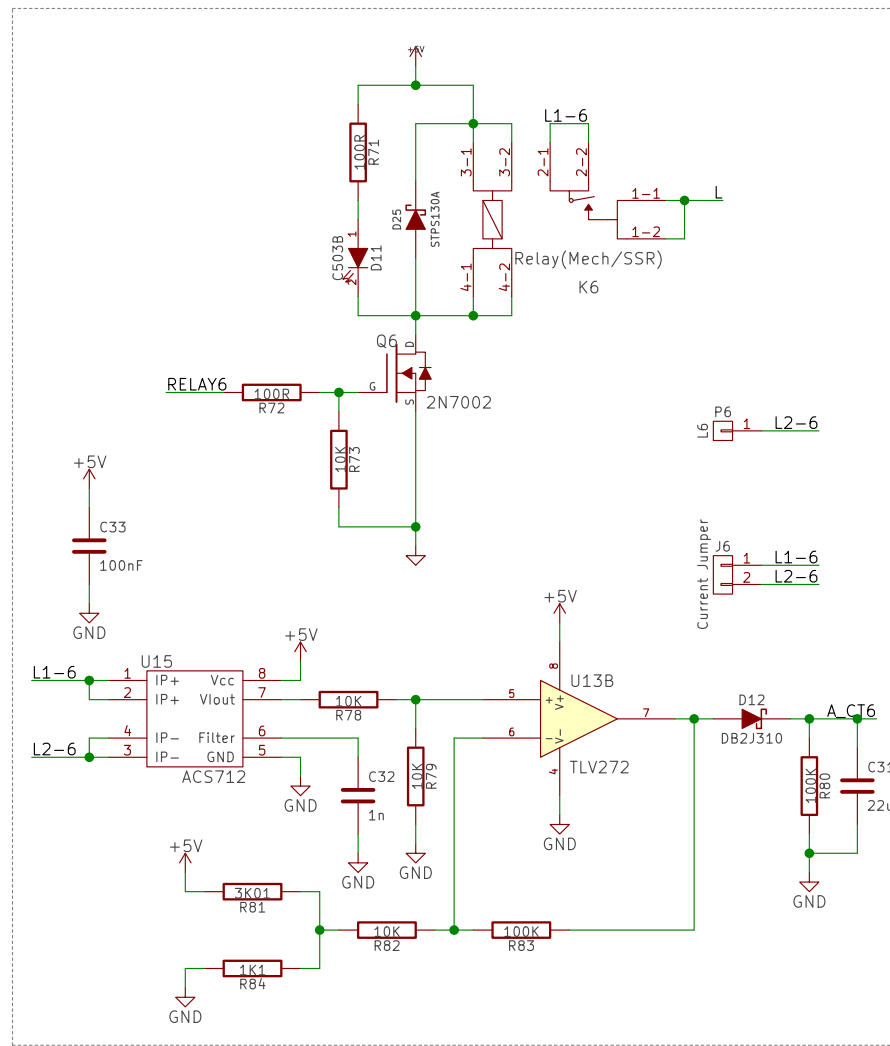 +5V
100R
R71
1
C503B
D11
2
D25
STPS130A
3-1
3-2
4-1
4-2
L1-6
2-1
2-2
1-1
1-2
L
Relay(Mech/SSR)
K6
RELAY6
100R
R72
Q6
D
G
S
2N7002
10K
R73
P6
L6
1
L2-6
+5V
C33
100nF
GND
J6
Current Jumper
1
L1-6
2
L2-6
U15
L1-6
1
IP+
2
IP+
4
IP-
3
IP-
L2-6
Vcc
8
VIout
7
Filter
6
GND
5
ACS712
+5V
GND
10K
R78
C32
1n
GND
10K
R79
GND
+5V
8
U13B
5
+
V+
6
-
V-
4
7
TLV272
GND
D12
DB2J310
A_CT6
100K
R80
C31
22u
GND
+5V
3K01
R81
10K
R82
100K
R83
1K1
R84
GND